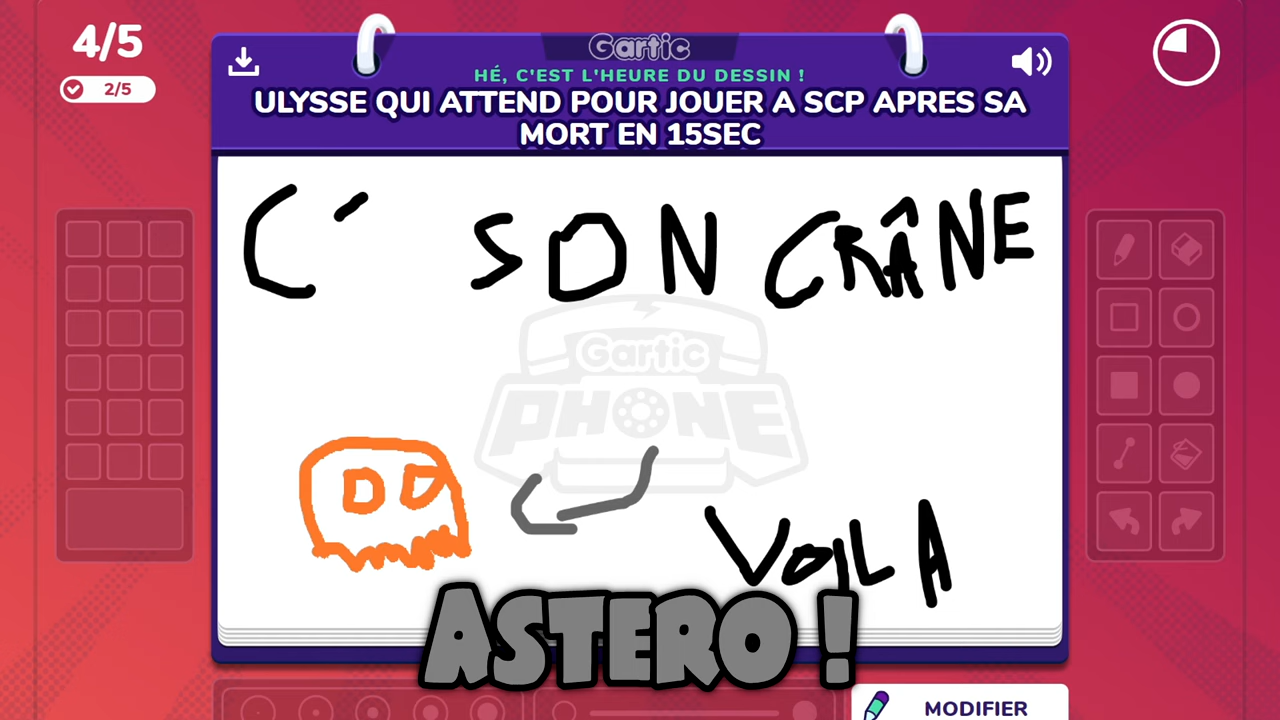 4/5
2/5
Gartic
HÉ, C'EST L'HEURE DU DESSIN !
ULYSSE QUI ATTEND POUR JOUER A SCP APRES SA
MORT EN 15SEC
C' SON CRÂNE
Gartic
PHONE
VOILA
ASTERO !
MODIFIER